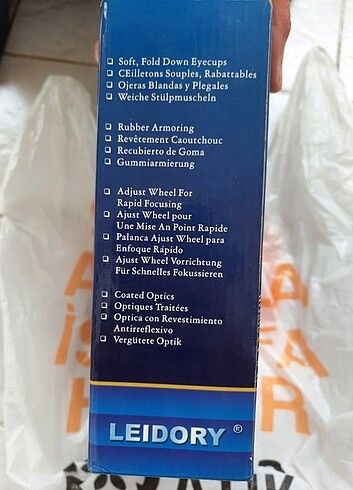 ❑ Soft, Fold Down Eyecups
❑ Œilletons Souples, Rabattables
❑ Ojeras Blandas y Plegales
❑ Weiche Stülpmuscheln
❑ Rubber Armoring
❑ Revêtement Caoutchouc
❑ Recubierto de Goma
❑ Gummiarmierung
❑ Adjust Wheel For
Rapid Focusing
❑ Ajust Wheel pour
Une Mise An Point Rapide
❑ Palanca Ajust Wheel para
Enfoque Rápido
❑ Ajust Wheel Vorrichtung
Für Schnelles Fokussieren
❑ Coated Optics
❑ Optiques Traitées
❑ Optica con Revestimiento
Antirreflexivo
❑ Vergütete Optik
LEIDORY ®